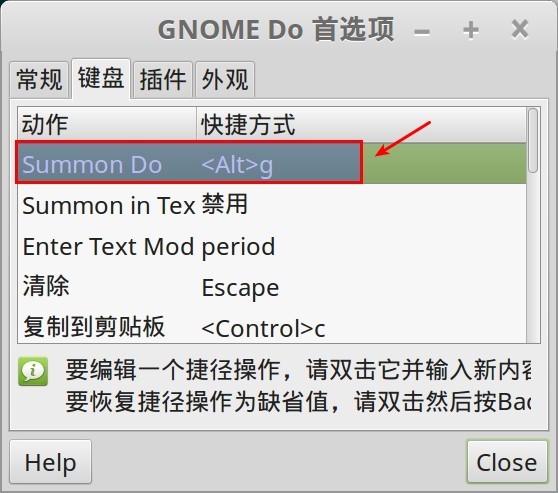 GNOME Do 首选项
常规 键盘 插件 外观
动作 快捷方式
Summon Do <Alt>g
Summon in Tex 禁用
Enter Text Mod period
清除 Escape
复制到剪贴板 <Control>c
要编辑一个捷径操作，请双击它并输入新内容
要恢复捷径操作为缺省值，请双击然后按Bac
Help Close